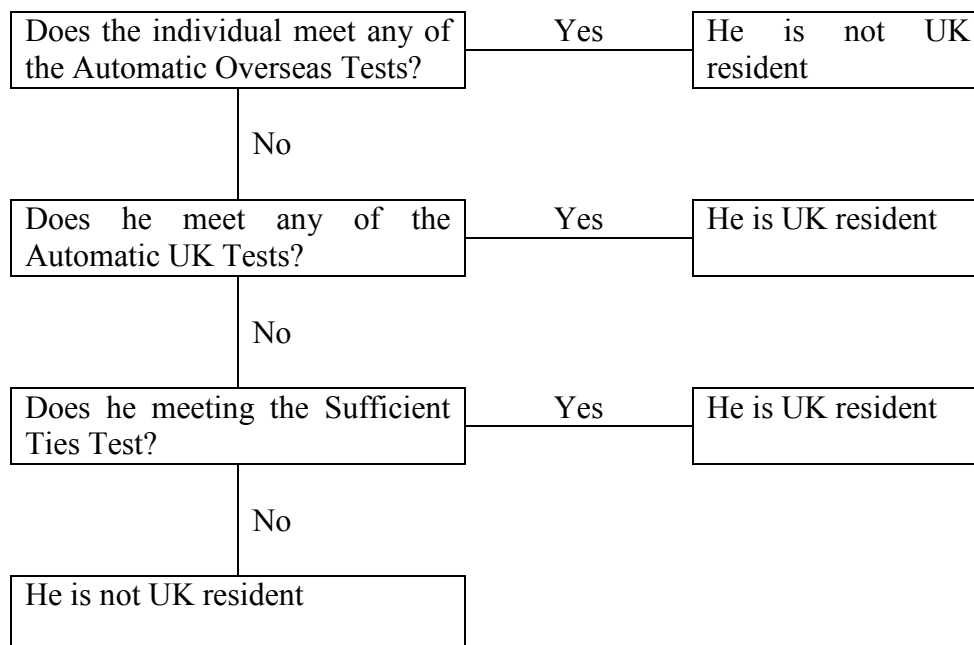 Does the individual meet any of
the Automatic Overseas Tests?
Yes
He is not UK
resident
No
Does he meet any of the
Automatic UK Tests?
Yes
He is UK resident
No
Does he meeting the Sufficient
Ties Test?
Yes
He is UK resident
No
He is not UK resident